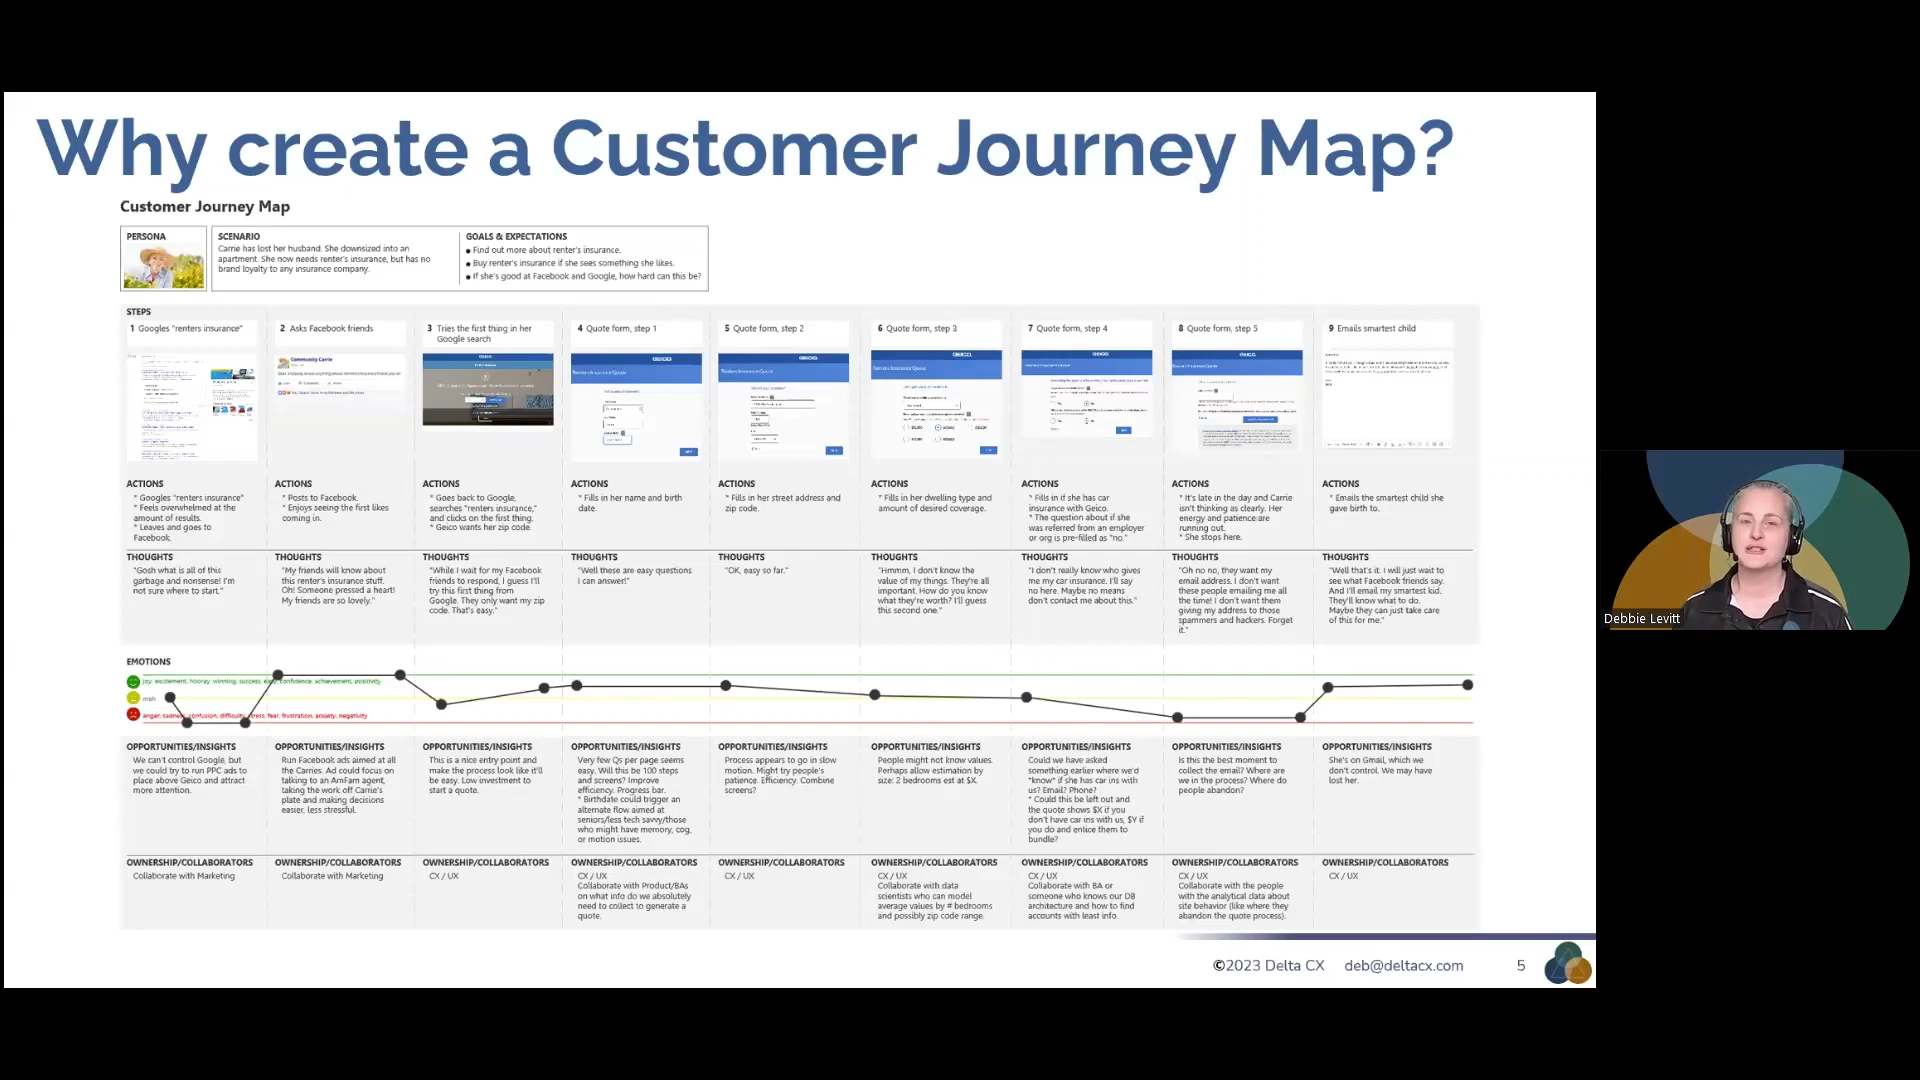 Why create a Customer Journey Map?
Customer Journey Map
PERSONA
SCENARIO
Carrie has lost her husband. She downsized into an
apartment. She now needs renter's insurance, but has no
brand loyalty to any insurance company.
GOALS & EXPECTATIONS
● Find out more about renter's insurance.
● Buy renter's insurance if she sees something she likes.
● If she's good at Facebook and Google, how hard can this be?
STEPS
1 Googles "renters insurance"
2 Asks Facebook friends
3 Tries the first thing in her
Google search
4 Quote form, step 1
5 Quote form, step 2
6 Quote form, step 3
7 Quote form, step 4
8 Quote form, step 5
9 Emails smartest child
Community Carrie
GEICO
GEICO
Renters Insurance Quote
GEICO
Renters Insurance Quote
GEICO
Renters Insurance Quote
GEICO
GEICO
ACTIONS
* Googles "renters insurance"
* Feels overwhelmed at the
amount of results.
* Leaves and goes to
Facebook.
ACTIONS
* Posts to Facebook.
* Enjoys seeing the first likes
coming in.
ACTIONS
* Goes back to Google,
searches "renters insurance,"
and clicks on the first thing.
* Geico wants her zip code.
ACTIONS
* Fills in her name and birth
date.
ACTIONS
* Fills in her street address and
zip code.
ACTIONS
* Fills in her dwelling type and
amount of desired coverage.
ACTIONS
* Fills in if she has car
insurance with Geico.
* The question about if she
was referred from an employer
or org is pre-filled as "no."
ACTIONS
* It's late in the day and Carrie
isn't thinking as clearly. Her
energy and patience are
running out.
* She stops here.
ACTIONS
* Emails the smartest child she
gave birth to.
THOUGHTS
"Gosh what is all of this
garbage and nonsense! I'm
not sure where to start."
THOUGHTS
"My friends will know about
this renter's insurance stuff.
Oh! Someone pressed a heart!
My friends are so lovely."
THOUGHTS
"While I wait for my Facebook
friends to respond, I guess I'll
try this first thing from
Google. They only want my zip
code. That's easy."
THOUGHTS
"Well these are easy questions
I can answer!"
THOUGHTS
"OK, easy so far."
THOUGHTS
"Hmmm, I don't know the
value of my things. They're all
important. How do you know
what they're worth? I'll guess
this second one."
THOUGHTS
"I don't really know who gives
me my car insurance. I'll say
no here. Maybe no means
don't contact me about this."
THOUGHTS
"Oh no no, they want my
email address. I don't want
these people emailing me all
the time! I don't want them
giving my address to those
spammers and hackers. Forget
it."
THOUGHTS
"Well that's it. I will just wait to
see what Facebook friends say.
And I'll email my smartest kid.
They'll know what to do.
Maybe they can just take care
of this for me."
EMOTIONS
joy, excitement, hooray, winning, success, easy, confidence, achievement, positivity
meh
anger, sadness, confusion, difficulty, stress, fear, frustration, anxiety, negativity
OPPORTUNITIES/INSIGHTS
We can't control Google, but
we could try to run PPC ads to
place above Geico and attract
more attention.
OPPORTUNITIES/INSIGHTS
Run Facebook ads aimed at all
the Carries. Ad could focus on
talking to an AmFam agent,
taking the work off Carrie's
plate and making decisions
easier, less stressful.
OPPORTUNITIES/INSIGHTS
This is a nice entry point and
make the process look like it'll
be easy. Low investment to
start a quote.
OPPORTUNITIES/INSIGHTS
Very few Qs per page seems
easy. Will this be 100 steps
and screens? Improve
efficiency. Progress bar.
* Birthdate could trigger an
alternate flow aimed at
seniors/less tech savvy/those
who might have memory, cog,
or motion issues.
OPPORTUNITIES/INSIGHTS
Process appears to go in slow
motion. Might try people's
patience. Efficiency. Combine
screens?
OPPORTUNITIES/INSIGHTS
People might not know values.
Perhaps allow estimation by
size: 2 bedrooms est at $X.
OPPORTUNITIES/INSIGHTS
Could we have asked
something earlier where we'd
*know* if she has car ins with
us? Email? Phone?
* Could this be left out and
the quote shows $X if you
don't have car ins with us, $Y if
you do and entice them to
bundle?
OPPORTUNITIES/INSIGHTS
Is this the best moment to
collect the email? Where are
we in the process? Where do
people abandon?
OPPORTUNITIES/INSIGHTS
She's on Gmail, which we
don't control. We may have
lost her.
OWNERSHIP/COLLABORATORS
Collaborate with Marketing
OWNERSHIP/COLLABORATORS
Collaborate with Marketing
OWNERSHIP/COLLABORATORS
CX / UX
OWNERSHIP/COLLABORATORS
CX / UX
Collaborate with Product/BAs
on what info do we absolutely
need to collect to generate a
quote.
OWNERSHIP/COLLABORATORS
CX / UX
OWNERSHIP/COLLABORATORS
CX / UX
Collaborate with data
scientists who can model
average values by # bedrooms
and possibly zip code range.
OWNERSHIP/COLLABORATORS
CX / UX
Collaborate with BA or
someone who knows our DB
architecture and how to find
accounts with least info.
OWNERSHIP/COLLABORATORS
CX / UX
Collaborate with the people
with the analytical data about
site behavior (like where they
abandon the quote process).
OWNERSHIP/COLLABORATORS
CX / UX
©2023 Delta CX deb@deltacx.com 5
Debbie Levitt